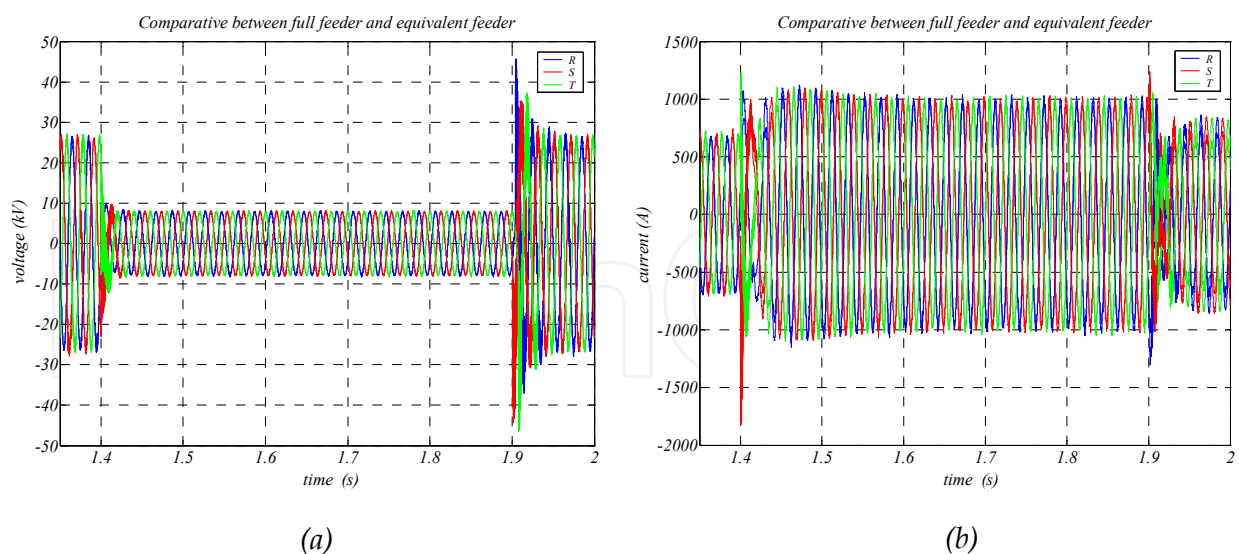 Comparative between full feeder and equivalent feeder
50
40
30
20
10
0
-10
-20
-30
-40
-50
voltage (kV)
R
S
T
1.4
1.5
1.6
1.7
1.8
1.9
2
time (s)
(a)
Comparative between full feeder and equivalent feeder
1500
1000
500
0
-500
-1000
-1500
-2000
current (A)
R
S
T
1.4
1.5
1.6
1.7
1.8
1.9
2
time (s)
(b)